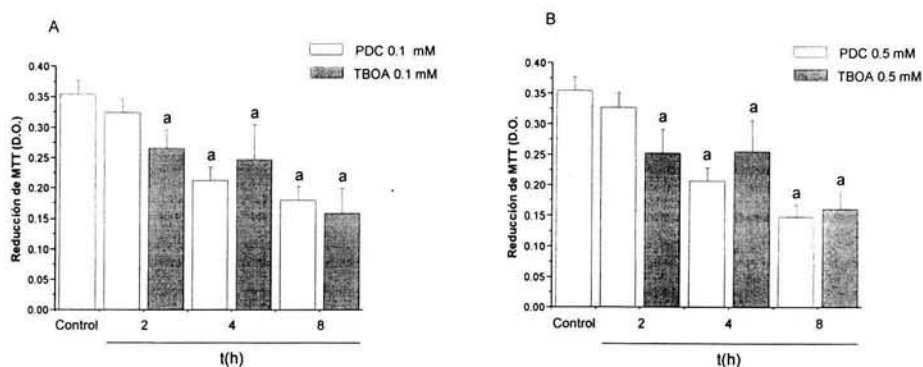 A
PDC 0.1 mM
TBOA 0.1 mM
Reducción de MTT (D.O.)
0.40
0.35
0.30
0.25
0.20
0.15
0.10
0.05
0.00
a
a
a
a
a
Control
2
4
8
t(h)
B
PDC 0.5 mM
TBOA 0.5 mM
Reducción de MTT (D.O.
0.40
0.35
0.30
0.25
0.20
0.15
0.10
0.05
0.00
a
a
a
a
a
Control
2
4
8
t(h)